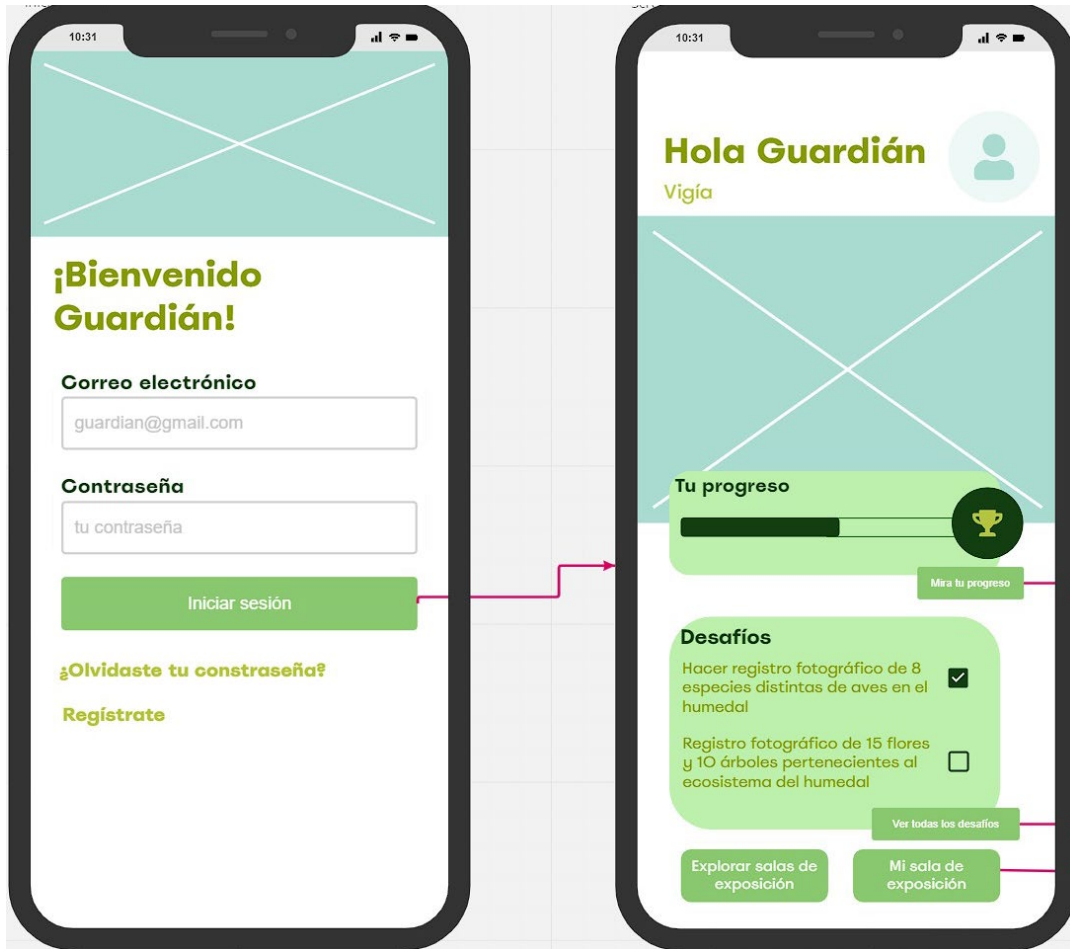 10:31
¡Bienvenido
Guardián!
Correo electrónico
guardian@gmail.com
Contraseña
tu contraseña
Iniciar sesión
¿Olvidaste tu constraseña?
Regístrate
10:31
Hola Guardián
Vigía
Tu progreso
Mira tu progreso
Desafíos
Hacer registro fotográfico de 8
especies distintas de aves en el
humedal
Registro fotográfico de 15 flores
y 10 árboles pertenecientes al
ecosistema del humedal
Ver todas los desafíos
Explorar salas de
exposición
Mi sala de
exposición